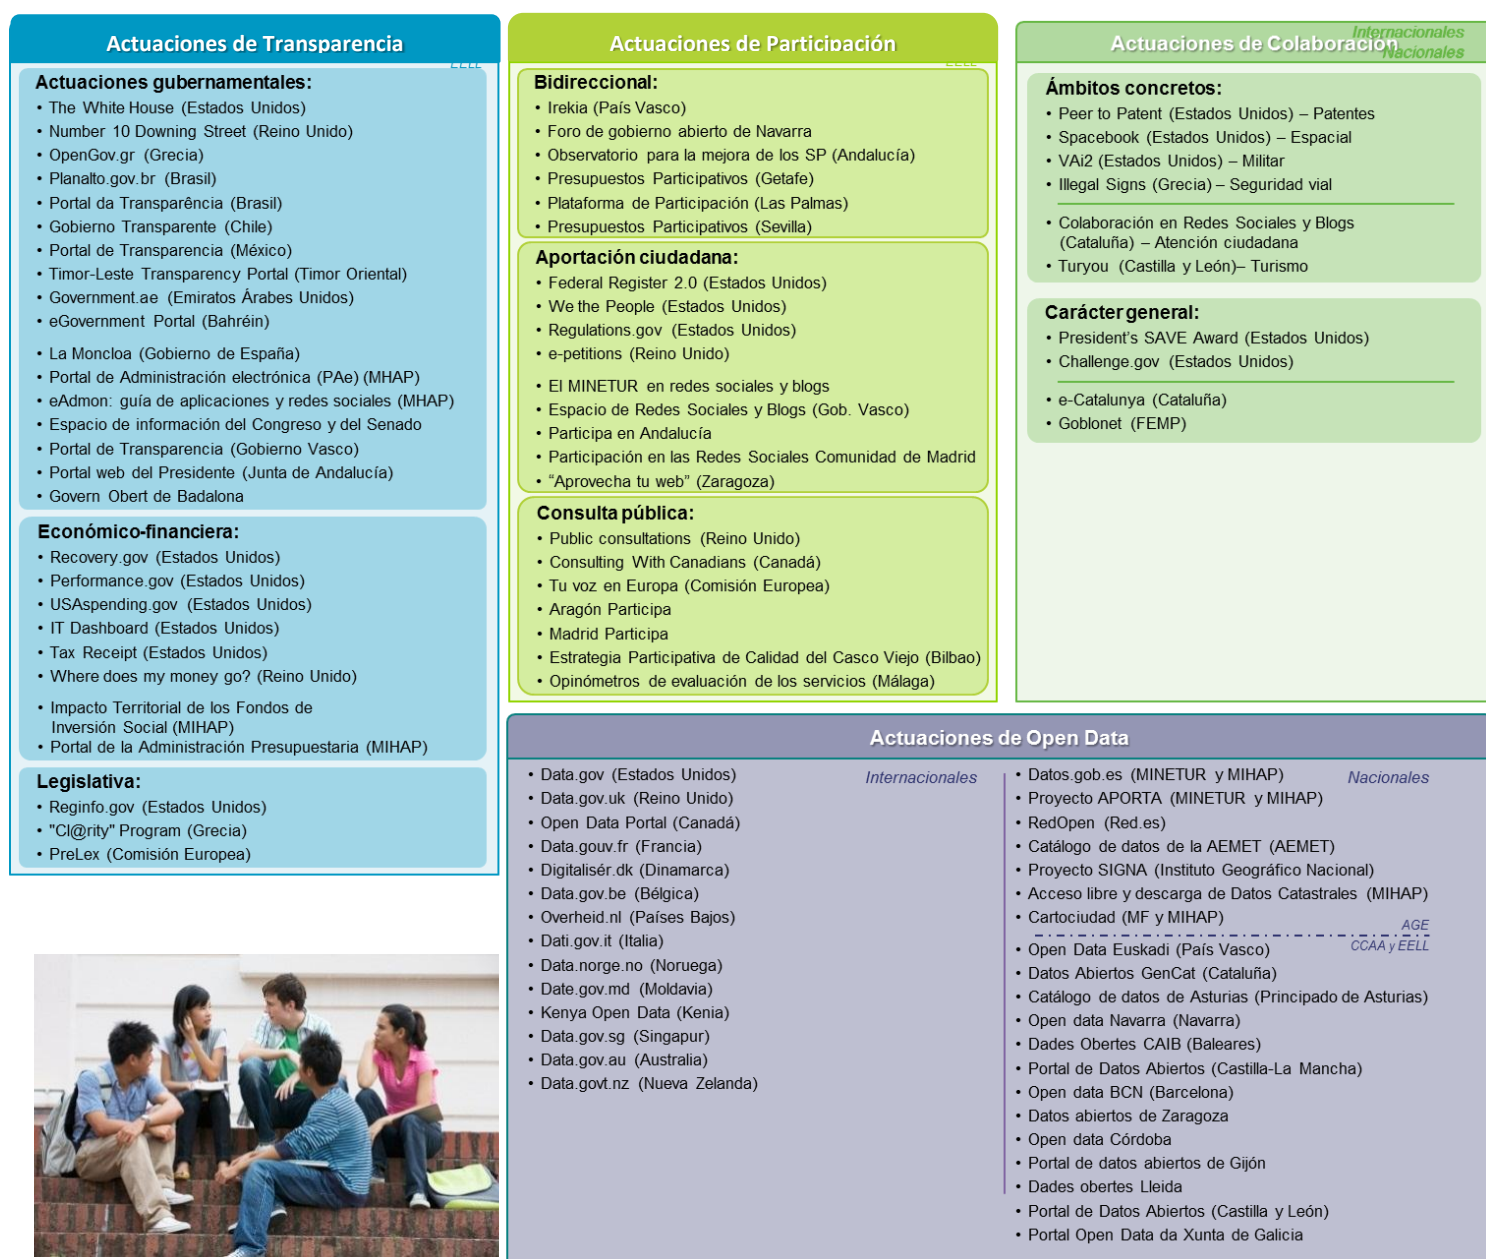 Actuaciones de Transparencia
EELL
Actuaciones gubernamentales:
• The White House (Estados Unidos)
• Number 10 Downing Street (Reino Unido)
• OpenGov.gr (Grecia)
• Planalto.gov.br (Brasil)
• Portal da Transparência (Brasil)
• Gobierno Transparente (Chile)
• Portal de Transparencia (México)
• Timor-Leste Transparency Portal (Timor Oriental)
• Government.ae (Emiratos Árabes Unidos)
• eGovernment Portal (Bahréin)
• La Moncloa (Gobierno de España)
• Portal de Administración electrónica (PAe) (MHAP)
• eAdmon: guía de aplicaciones y redes sociales (MHAP)
• Espacio de información del Congreso y del Senado
• Portal de Transparencia (Gobierno Vasco)
• Portal web del Presidente (Junta de Andalucía)
• Govern Obert de Badalona
Económico-financiera:
• Recovery.gov (Estados Unidos)
• Performance.gov (Estados Unidos)
• USAspending.gov (Estados Unidos)
• IT Dashboard (Estados Unidos)
• Tax Receipt (Estados Unidos)
• Where does my money go? (Reino Unido)
• Impacto Territorial de los Fondos de
Inversión Social (MIHAP)
• Portal de la Administración Presupuestaria (MIHAP)
Legislativa:
• Reginfo.gov (Estados Unidos)
• "Cl@rity" Program (Grecia)
• PreLex (Comisión Europea)
Actuaciones de Participación
EELL
Bidireccional:
• Irekia (País Vasco)
• Foro de gobierno abierto de Navarra
• Observatorio para la mejora de los SP (Andalucía)
• Presupuestos Participativos (Getafe)
• Plataforma de Participación (Las Palmas)
• Presupuestos Participativos (Sevilla)
Aportación ciudadana:
• Federal Register 2.0 (Estados Unidos)
• We the People (Estados Unidos)
• Regulations.gov (Estados Unidos)
• e-petitions (Reino Unido)
• El MINETUR en redes sociales y blogs
• Espacio de Redes Sociales y Blogs (Gob. Vasco)
• Participa en Andalucía
• Participación en las Redes Sociales Comunidad de Madrid
• “Aprovecha tu web” (Zaragoza)
Consulta pública:
• Public consultations (Reino Unido)
• Consulting With Canadians (Canadá)
• Tu voz en Europa (Comisión Europea)
• Aragón Participa
• Madrid Participa
• Estrategia Participativa de Calidad del Casco Viejo (Bilbao)
• Opinómetros de evaluación de los servicios (Málaga)
Actuaciones de Colaboración
Internacionales
Nacionales
Ámbitos concretos:
• Peer to Patent (Estados Unidos) – Patentes
• Spacebook (Estados Unidos) – Espacial
• VAi2 (Estados Unidos) – Militar
• Illegal Signs (Grecia) – Seguridad vial
• Colaboración en Redes Sociales y Blogs
(Cataluña) – Atención ciudadana
• Turyou (Castilla y León)– Turismo
Carácter general:
• President’s SAVE Award (Estados Unidos)
• Challenge.gov (Estados Unidos)
• e-Catalunya (Cataluña)
• Goblonet (FEMP)
Actuaciones de Open Data
Internacionales
• Data.gov (Estados Unidos)
• Data.gov.uk (Reino Unido)
• Open Data Portal (Canadá)
• Data.gouv.fr (Francia)
• Digitalisér.dk (Dinamarca)
• Data.gov.be (Bélgica)
• Overheid.nl (Países Bajos)
• Dati.gov.it (Italia)
• Data.norge.no (Noruega)
• Date.gov.md (Moldavia)
• Kenya Open Data (Kenia)
• Data.gov.sg (Singapur)
• Data.gov.au (Australia)
• Data.govt.nz (Nueva Zelanda)
Nacionales
• Datos.gob.es (MINETUR y MIHAP)
• Proyecto APORTA (MINETUR y MIHAP)
• RedOpen (Red.es)
• Catálogo de datos de la AEMET (AEMET)
• Proyecto SIGNA (Instituto Geográfico Nacional)
• Acceso libre y descarga de Datos Catastrales (MIHAP)
• Cartociudad (MF y MIHAP)
AGE
CCAA y EELL
• Open Data Euskadi (País Vasco)
• Datos Abiertos GenCat (Cataluña)
• Catálogo de datos de Asturias (Principado de Asturias)
• Open data Navarra (Navarra)
• Dades Obertes CAIB (Baleares)
• Portal de Datos Abiertos (Castilla-La Mancha)
• Open data BCN (Barcelona)
• Datos abiertos de Zaragoza
• Open data Córdoba
• Portal de datos abiertos de Gijón
• Dades obertes Lleida
• Portal de Datos Abiertos (Castilla y León)
• Portal Open Data da Xunta de Galicia